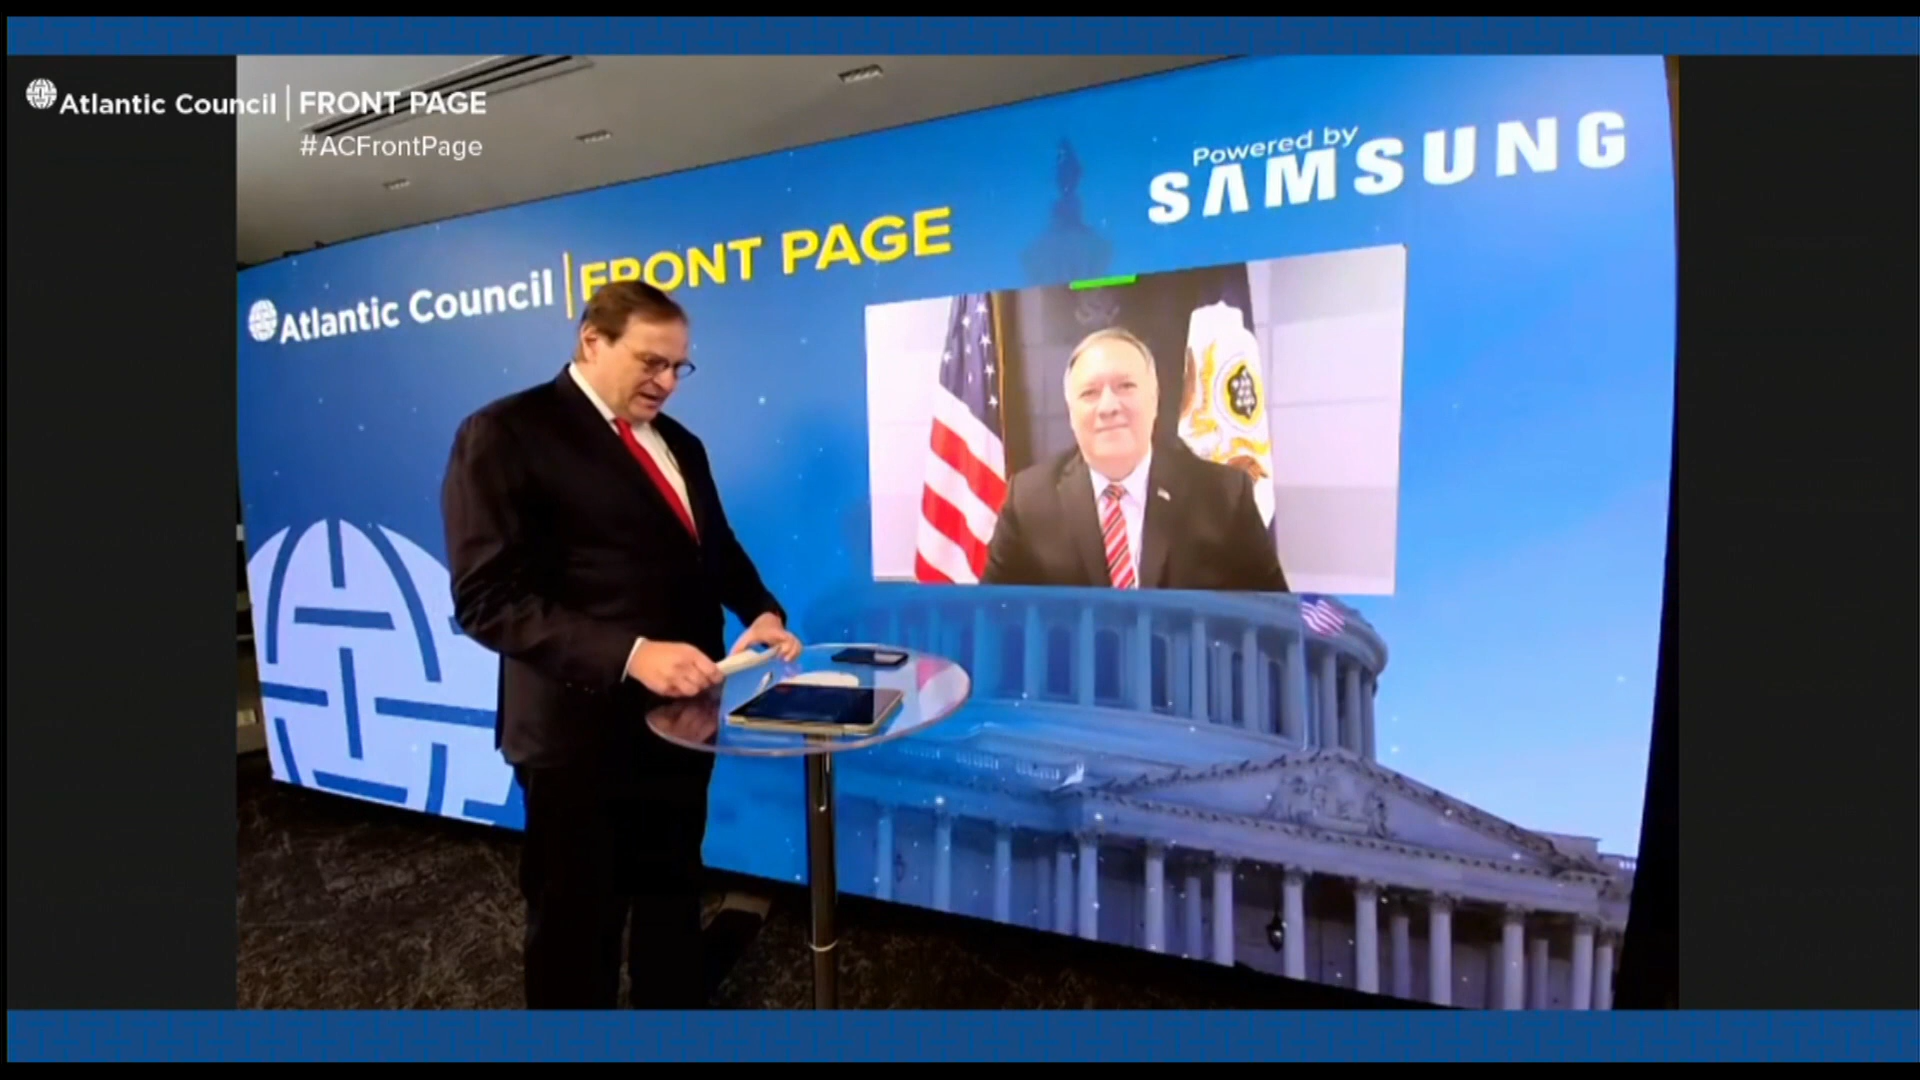 Atlantic Council | FRONT PAGE
#ACFrontPage
Powered by
SAMSUNG
Atlantic Council | FRONT PAGE